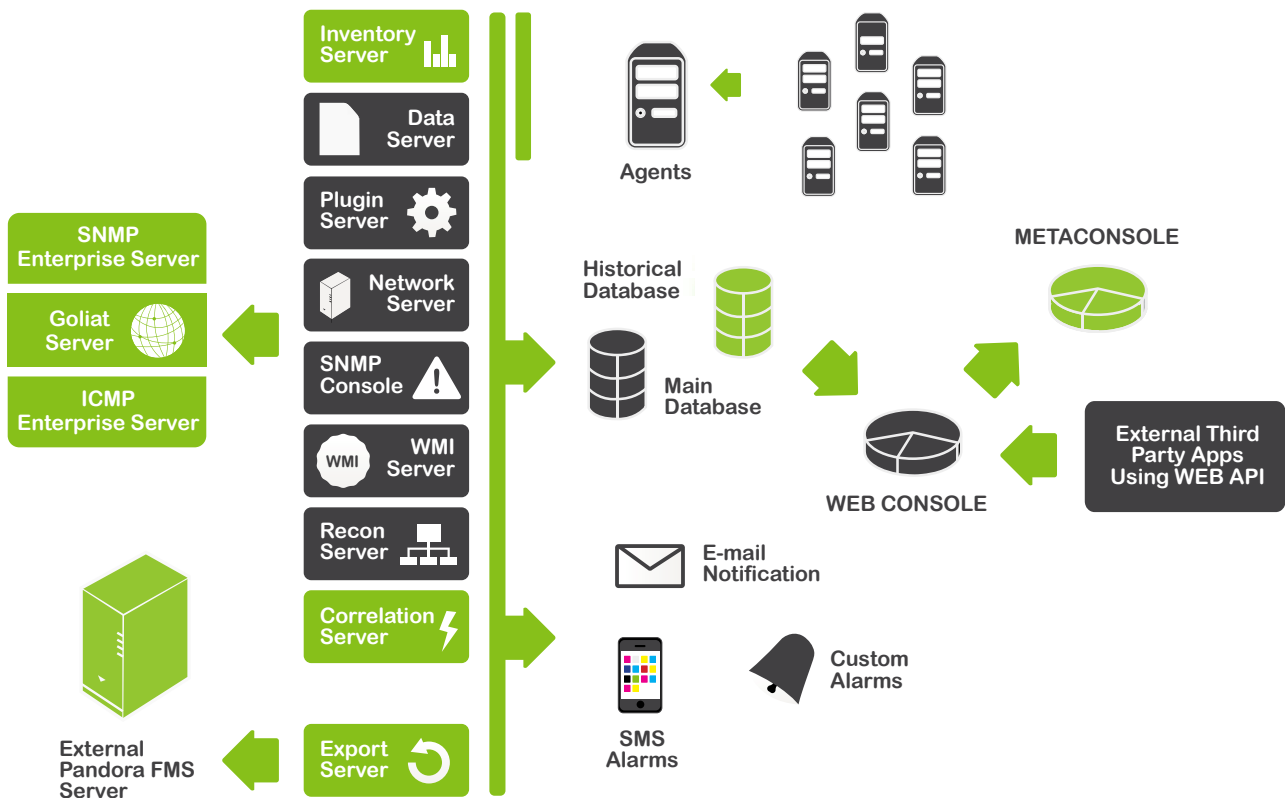 Inventory
Server
Data
Server
Plugin
Server
Network
Server
SNMP
Console
WMI
WMI
Server
Recon
Server
Correlation
Server
Export
Server
SNMP
Enterprise Server
Goliat
Server
ICMP
Enterprise Server
External
Pandora FMS
Server
Agents
Historical
Database
Main
Database
METACONSOLE
WEB CONSOLE
External Third
Party Apps
Using WEB API
E-mail
Notification
SMS
Alarms
Custom
Alarms